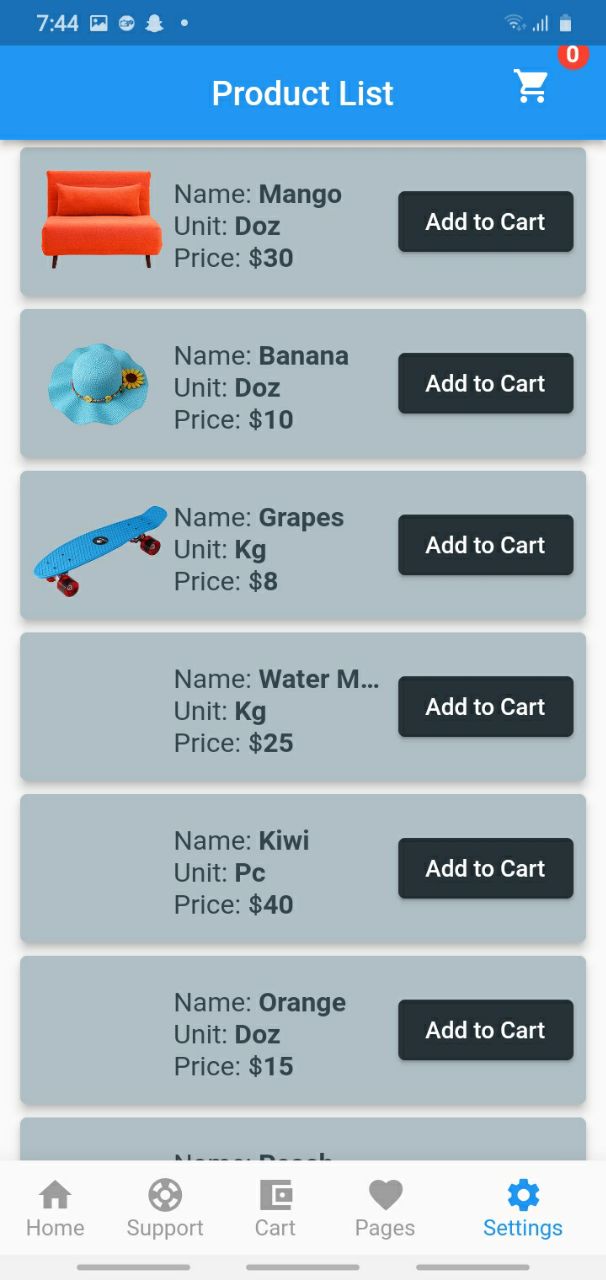 7:44
0
Product List
Name: Mango
Unit: Doz
Price: $30
Add to Cart
Name: Banana
Unit: Doz
Price: $10
Add to Cart
Name: Grapes
Unit: Kg
Price: $8
Add to Cart
Name: Water M...
Unit: Kg
Price: $25
Add to Cart
Name: Kiwi
Unit: Pc
Price: $40
Add to Cart
Name: Orange
Unit: Doz
Price: $15
Add to Cart
Home
Support
Cart
Pages
Settings